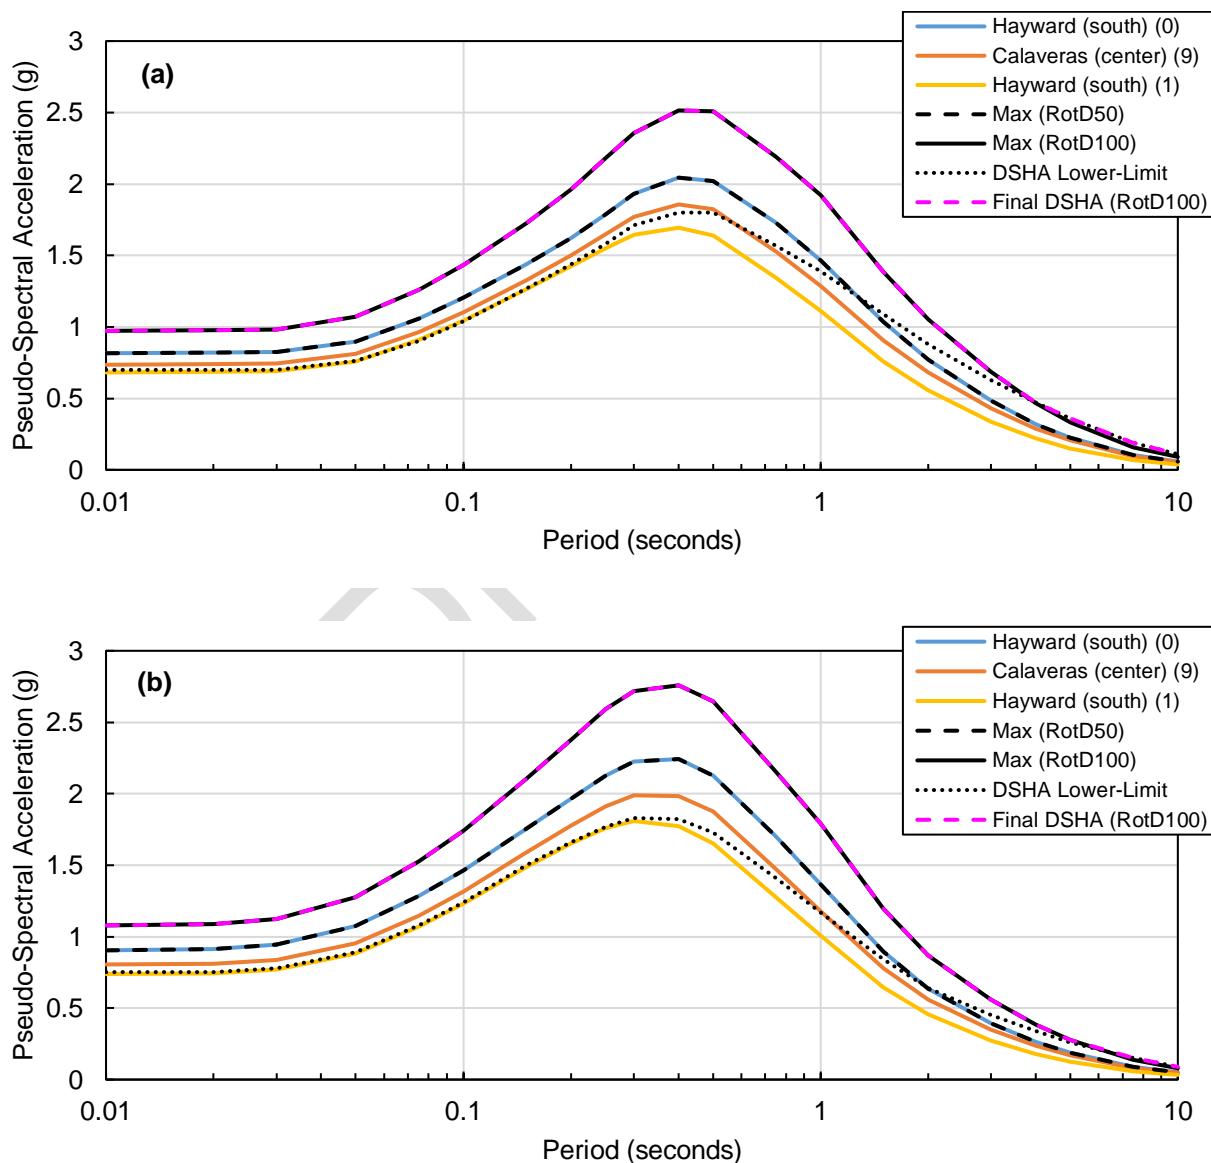 Hayward (south) (0)
Calaveras (center) (9)
Hayward (south) (1)
Max (RotD50)
Max (RotD100)
DSHA Lower-Limit
Final DSHA (RotD100)
(a)
Pseudo-Spectral Acceleration (g)
3
2.5
2
1.5
1
0.5
0
0.01
0.1
1
10
Period (seconds)
Hayward (south) (0)
Calaveras (center) (9)
Hayward (south) (1)
Max (RotD50)
Max (RotD100)
DSHA Lower-Limit
Final DSHA (RotD100)
(b)
Pseudo-Spectral Acceleration (g)
3
2.5
2
1.5
1
0.5
0
0.01
0.1
1
10
Period (seconds)